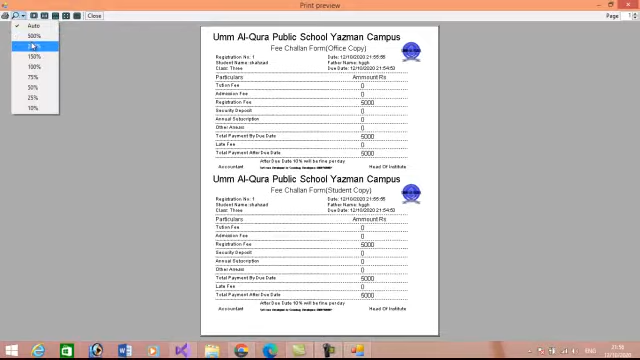 Print preview
Close
Page 1
Auto
500%
150%
100%
75%
50%
25%
10%
Umm Al-Qura Public School Yazman Campus
Fee Challan Form(Office Copy)
Registration No: 1 Date: 12/10/2020 21:55:55
Student Name: shahzad Father Name: hggh
Class: Three Due Date: 12/10/2020 21:54:53
Particulars Ammount Rs
Tution Fee 0
Admission Fee 0
Registration Fee 5000
Security Deposit 0
Annual Subscription 0
Other Aneual 0
Total Payment By Due Date 5000
Late Fee 0
Total Payment After Due Date 5000
After Due Date 10% will be fine per day
Accountant Head Of Institute
Umm Al-Qura Public School Yazman Campus
Fee Challan Form(Student Copy)
Registration No: 1 Date: 12/10/2020 21:55:55
Student Name: shahzad Father Name: hggh
Class: Three Due Date: 12/10/2020 21:54:53
Particulars Ammount Rs
Tution Fee 0
Admission Fee 0
Registration Fee 5000
Security Deposit 0
Annual Subscription 0
Other Aneual 0
Total Payment By Due Date 5000
Late Fee 0
Total Payment After Due Date 5000
After Due Date 10% will be fine per day
Accountant Head Of Institute
ENG
21:56
12/10/2020